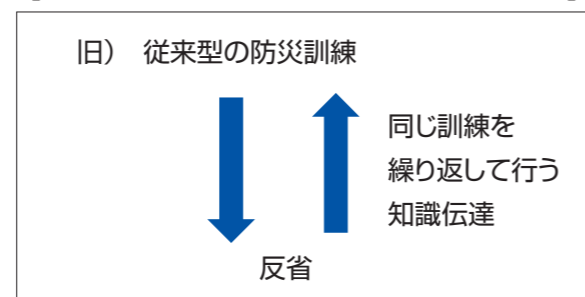 旧） 従来型の防災訓練
同じ訓練を
繰り返して行う
知識伝達
反省